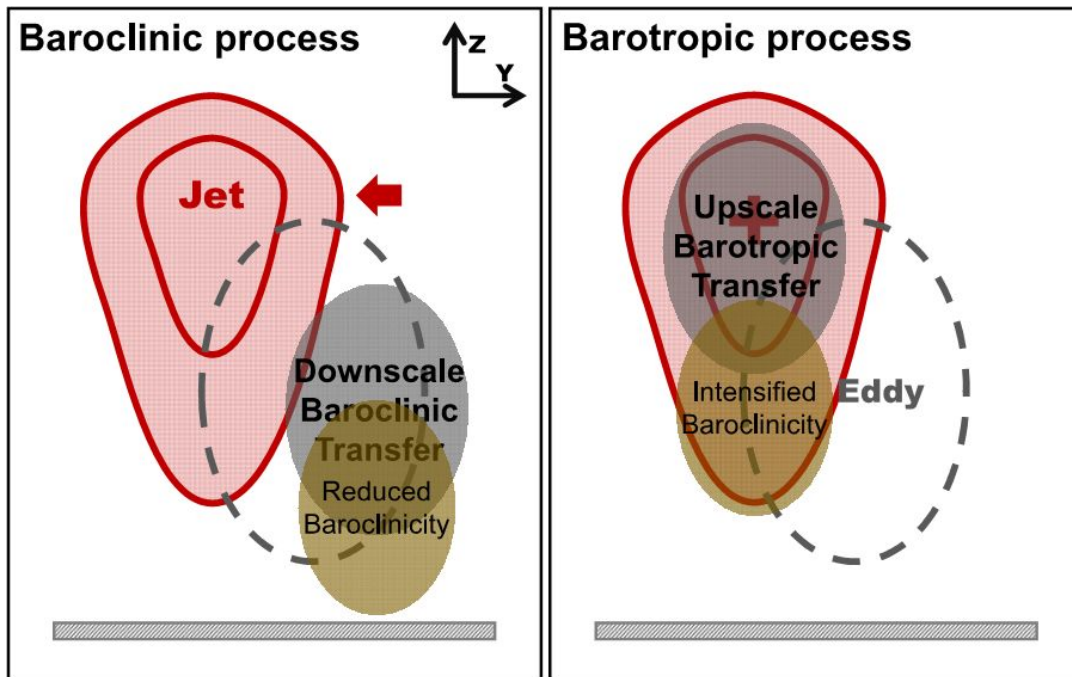 Baroclinic process
Z
Y
Jet
Downscale
Baroclinic
Transfer
Reduced
Baroclinicity
Barotropic process
Upscale
Barotropic
Transfer
Intensified
Baroclinicity
Eddy